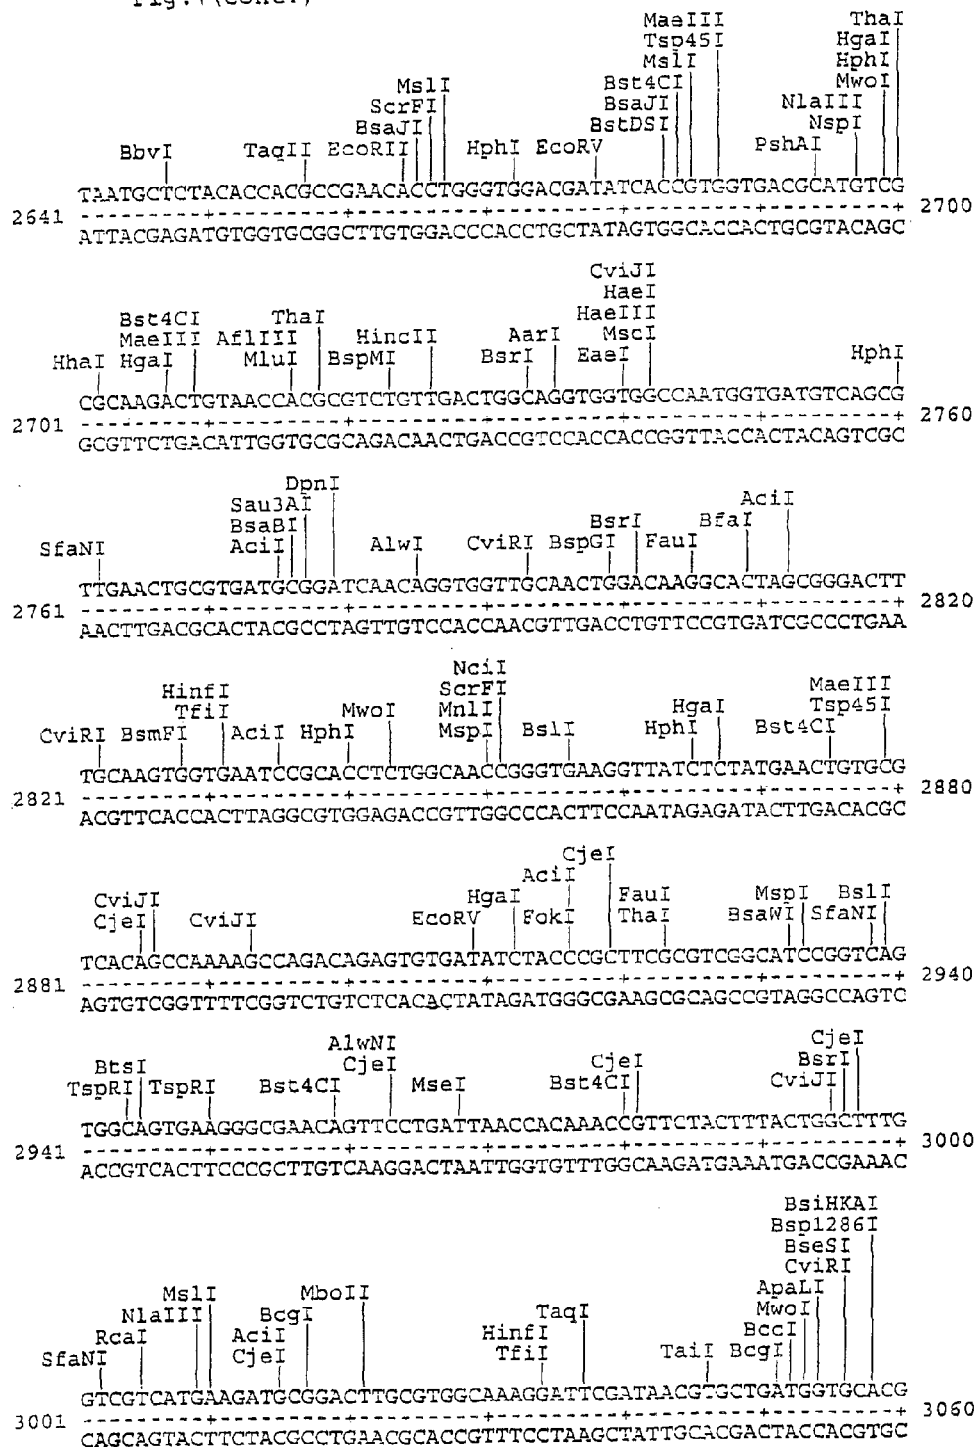 Fig.4(cont.)
MaeIII ThaI
Tsp45I HgaI
MslI HphI
MslI Bst4CI MwoI
ScrFI BsaJI NlaIII
BsaJI BstDSI NspI
BbvI TaqII EcoRII HphI EcoRV PshAI
TAATGCTCTACACCACGCCGAACACCTGGGTGGACGATATCACCGTGGTGACGCATGTCG
2641 ---------+---------+---------+---------+---------+---------+ 2700
ATTACGAGATGTGGTGCGGCTTGTGGACCCACCTGCTATAGTGGCACCACTGCGTACAGC
CviJI
HaeI
Bst4CI ThaI HaeIII
MaeIII AflIII HincII AarI MscI
HhaI HgaI MluI BspMI BsrI EaeI HphI
CGCAAGACTGTAACCACGCGTCTGTTGACTGGCAGGTGGTGGCCAATGGTGATGTCAGCG
2701 ---------+---------+---------+---------+---------+---------+ 2760
GCGTTCTGACATTGGTGCGCAGACAACTGACCGTCCACCACCGGTTACCACTACAGTCGC
DpnI
Sau3AI AciI
BsaBI BsrI BfaI
SfaNI AciI AlwI CviRI BspGI FauI
TTGAACTGCGTGATGCGGATCAACAGGTGGTTGCAACTGGACAAGGCACTAGCGGGACTT
2761 ---------+---------+---------+---------+---------+---------+ 2820
AACTTGACGCACTACGCCTAGTTGTCCACCAACGTTGACCTGTTCCGTGATCGCCCTGAA
NciI
HinfI ScrFI MaeIII
TfiI MwoI MnlI HgaI Tsp45I
CviRI BsmFI AciI HphI MspI BslI HphI Bst4CI
TGCAAGTGGTGAATCCGCACCTCTGGCAACCGGGTGAAGGTTATCTCTATGAACTGTGCG
2821 ---------+---------+---------+---------+---------+---------+ 2880
ACGTTCACCACTTAGGCGTGGAGACCGTTGGCCCACTTCCAATAGAGATACTTGACACGC
CjeI
AciI
CviJI HgaI FauI MspI BslI
CjeI CviJI EcoRV FokI ThaI BsaWI SfaNI
TCACAGCCAAAAGCCAGACAGAGTGTGATATCTACCCGCTTCGCGTCGGCATCCGGTCAG
2881 ---------+---------+---------+---------+---------+---------+ 2940
AGTGTCGGTTTTCGGTCTGTCTCACACTATAGATGGGCGAAGCGCAGCCGTAGGCCAGTC
AlwNI CjeI
BtsI CjeI CjeI BsrI
TspRI TspRI Bst4CI MseI Bst4CI CviJI
TGGCAGTGAAGGGCGAACAGTTCCTGATTAACCACAAACCGTTCTACTTTACTGGCTTTG
2941 ---------+---------+---------+---------+---------+---------+ 3000
ACCGTCACTTCCCGCTTGTCAAGGACTAATTGGTGTTTGGCAAGATGAAATGACCGAAAC
BsiHKAI
Bsp1286I
BseSI
CviRI
MslI MboII ApaLI
NlaIII BcgI TaqI MwoI
RcaI AciI HinfI BccI
SfaNI CjeI TfiI TaiI BcgI
GTCGTCATGAAGATGCGGACTTGCGTGGCAAAGGATTCGATAACGTGCTGATGGTGCACG
3001 ---------+---------+---------+---------+---------+---------+ 3060
CAGCAGTACTTCTACGCCTGAACGCACCGTTTCCTAAGCTATTGCACGACTACCACGTGC